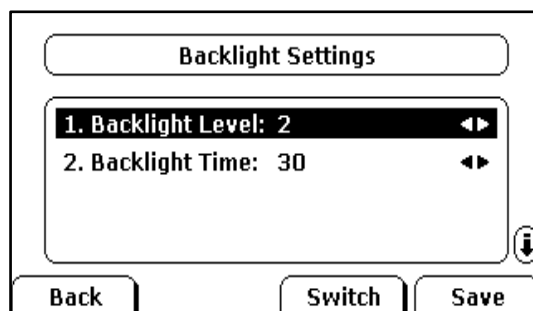 Backlight Settings
1. Backlight Level: 2
2. Backlight Time: 30
Back Switch Save